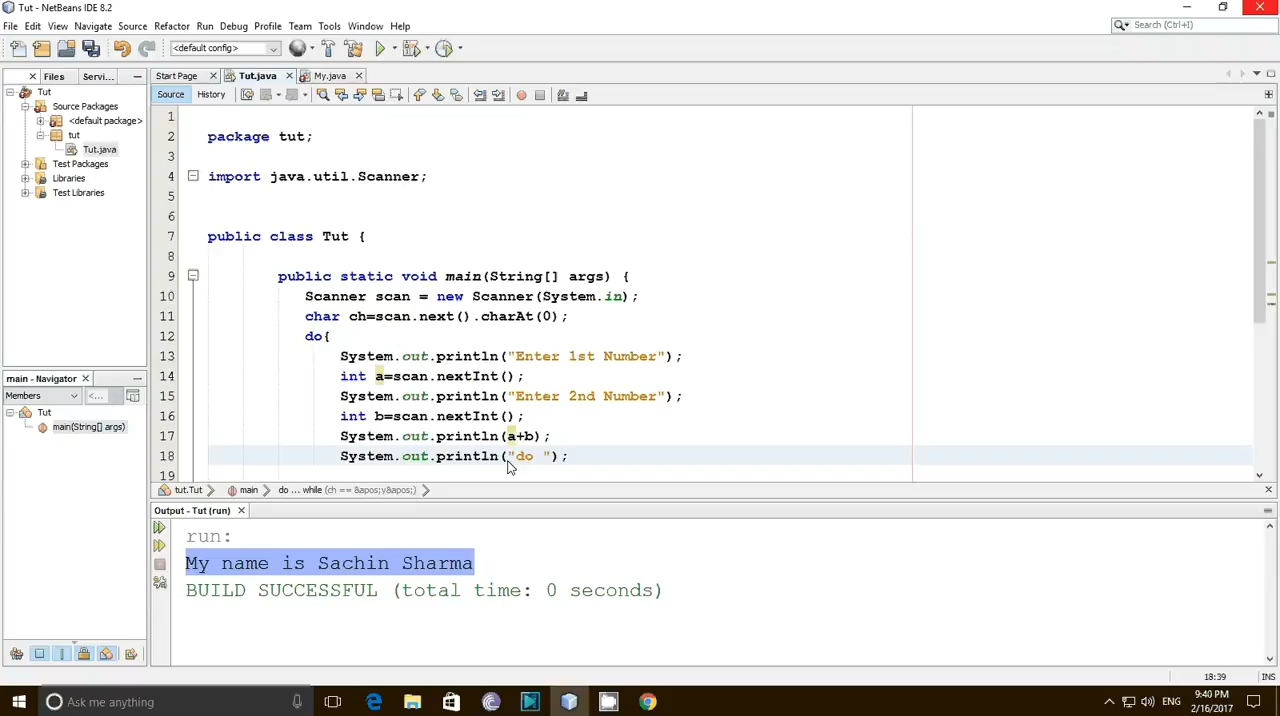 Tut - NetBeans IDE 8.2
File Edit View Navigate Source Refactor Run Debug Profile Team Tools Window Help
Search (Ctrl+I)
<default config>
Files Servi...
Start Page Tut.java My.java
Tut
Source Packages
<default package>
tut
Tut.java
Test Packages
Libraries
Test Libraries
Source History
1
2 package tut;
3
4 import java.util.Scanner;
5
6
7 public class Tut {
8
9 public static void main(String[] args) {
10 Scanner scan = new Scanner(System.in);
11 char ch=scan.next().charAt(0);
12 do{
13 System.out.println("Enter 1st Number");
14 int a=scan.nextInt();
15 System.out.println("Enter 2nd Number");
16 int b=scan.nextInt();
17 System.out.println(a+b);
18 System.out.println("do ");
19
main - Navigator
Members <...
Tut
main(String[] args)
tut.Tut main do ... while (ch == &apos;y&apos;)
Output - Tut (run)
run:
My name is Sachin Sharma
BUILD SUCCESSFUL (total time: 0 seconds)
18:39 INS
Ask me anything
ENG
9:40 PM
2/16/2017